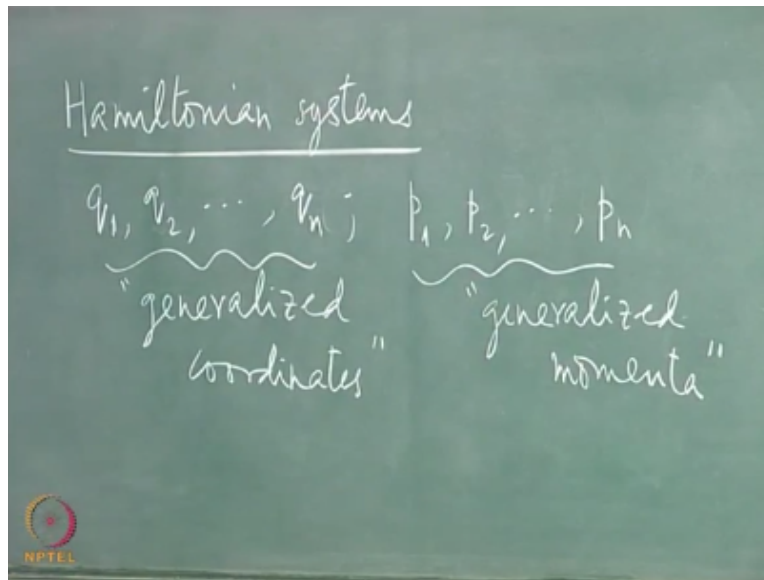 Hamiltonian systems
q₁, q₂, ..., qₙ ; p₁, p₂, ..., pₙ
"generalized "generalized
coordinates" momenta"
NPTEL